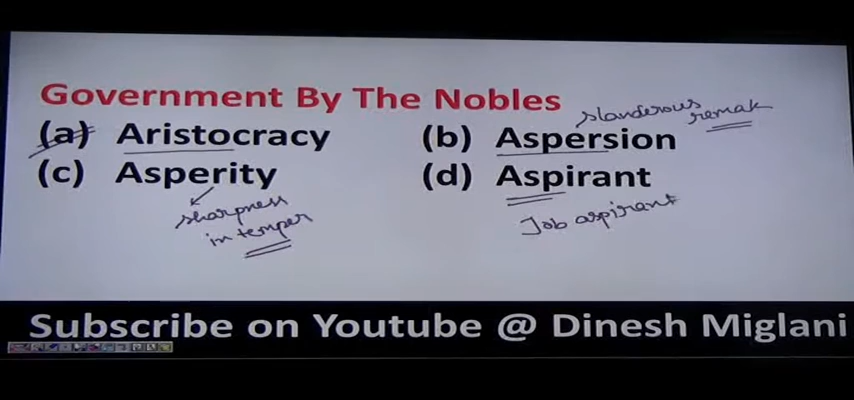 Government By The Nobles
slanderous
remak
(a) Aristocracy (b) Aspersion
(c) Asperity (d) Aspirant
sharpness
in temper
Job aspirant
Subscribe on Youtube @ Dinesh Miglani